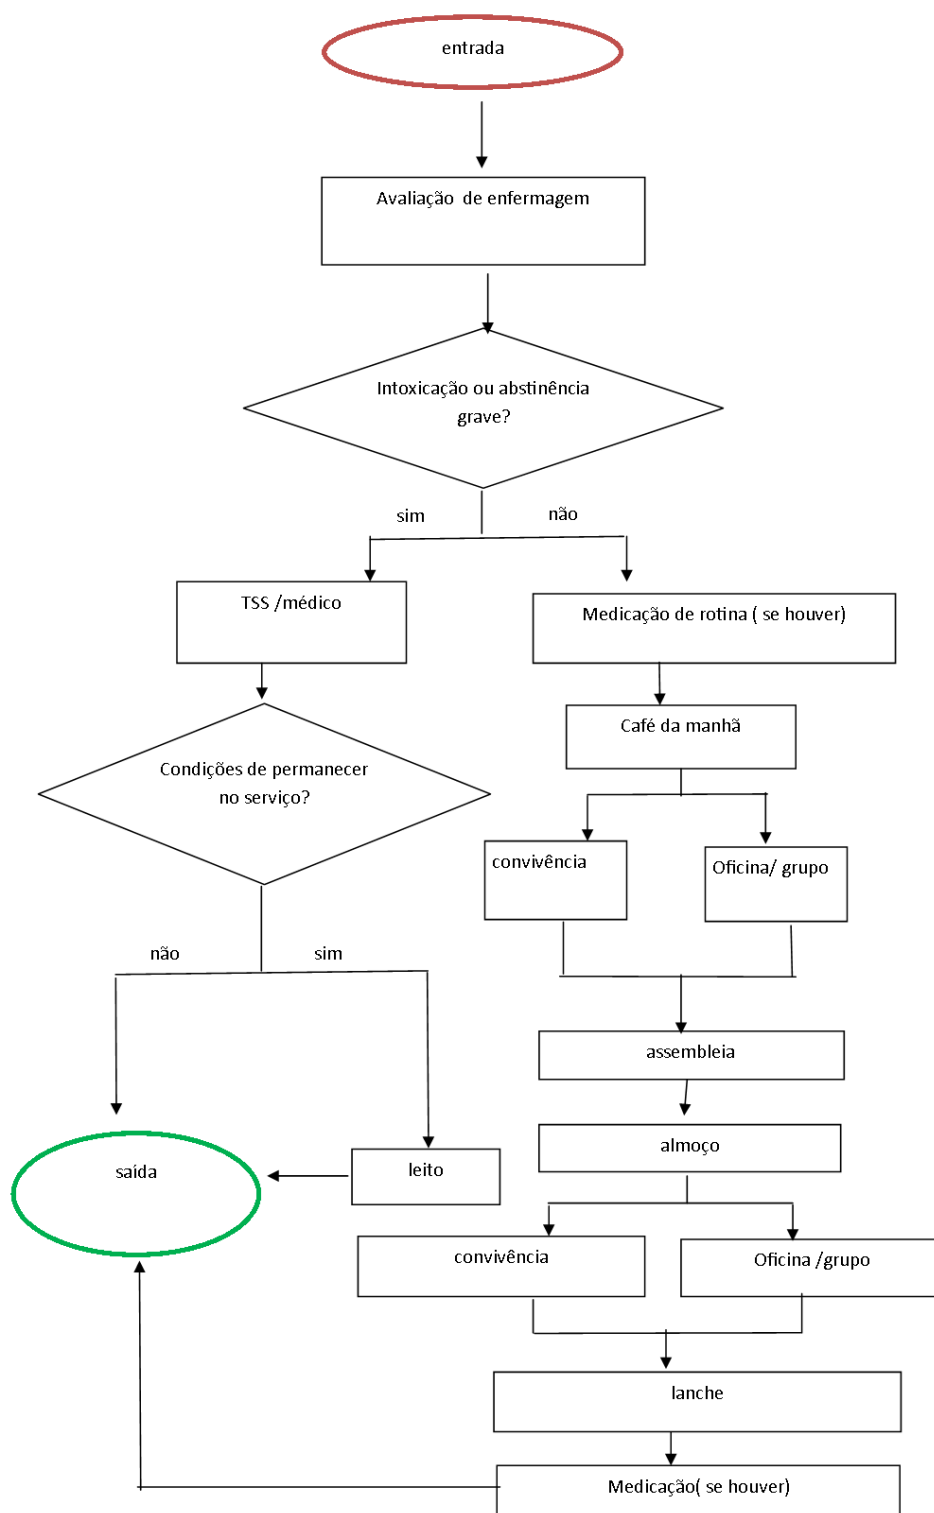 entrada
Avaliação de enfermagem
Intoxicação ou abstinência
grave?
sim
não
TSS /médico
Medicação de rotina ( se houver)
Café da manhã
Condições de permanecer
no serviço?
convivência
Oficina/ grupo
não
sim
assembleia
almoço
saída
leito
convivência
Oficina /grupo
lanche
Medicação( se houver)